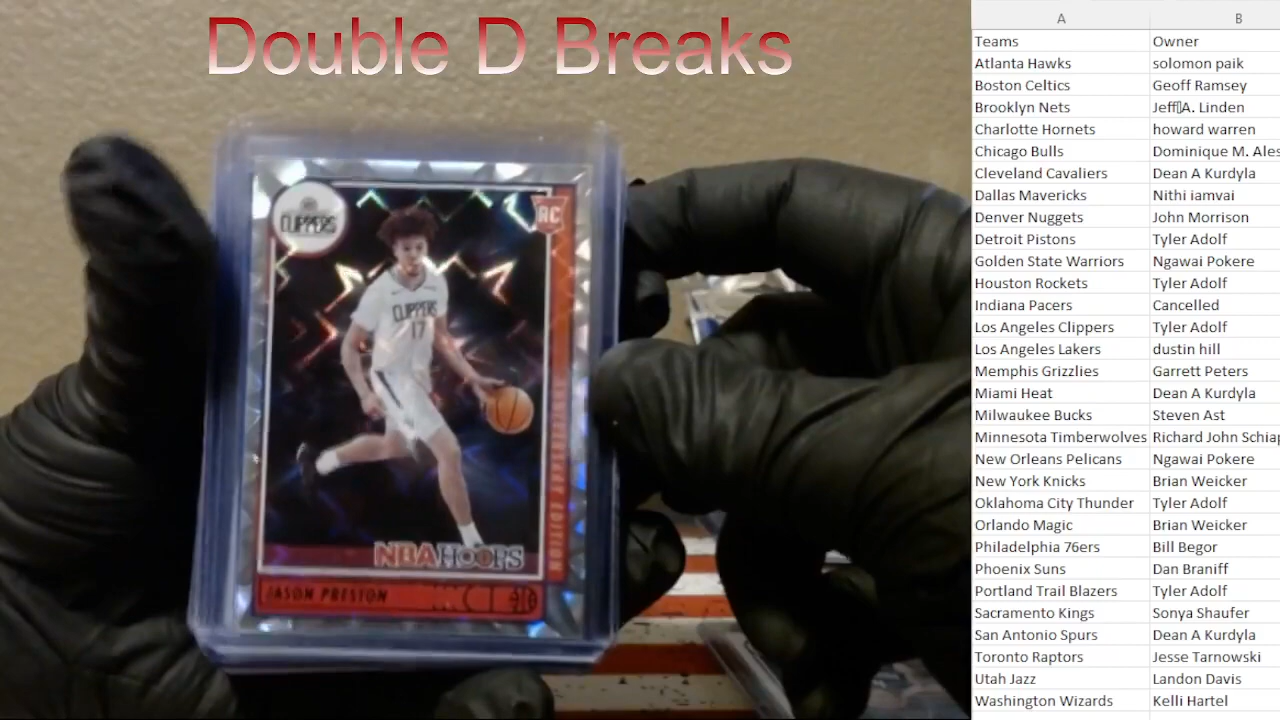 Double D Breaks
CLIPPERS
RC
CLIPPERS
17
ANNIVERSARY EDITION
NBA HOOPS
JASON PRESTON
A B
Teams Owner
Atlanta Hawks solomon paik
Boston Celtics Geoff Ramsey
Brooklyn Nets Jeff A. Linden
Charlotte Hornets howard warren
Chicago Bulls Dominique M. Ales
Cleveland Cavaliers Dean A Kurdyla
Dallas Mavericks Nithi iamvai
Denver Nuggets John Morrison
Detroit Pistons Tyler Adolf
Golden State Warriors Ngawai Pokere
Houston Rockets Tyler Adolf
Indiana Pacers Cancelled
Los Angeles Clippers Tyler Adolf
Los Angeles Lakers dustin hill
Memphis Grizzlies Garrett Peters
Miami Heat Dean A Kurdyla
Milwaukee Bucks Steven Ast
Minnesota Timberwolves Richard John Schiap
New Orleans Pelicans Ngawai Pokere
New York Knicks Brian Weicker
Oklahoma City Thunder Tyler Adolf
Orlando Magic Brian Weicker
Philadelphia 76ers Bill Begor
Phoenix Suns Dan Braniff
Portland Trail Blazers Tyler Adolf
Sacramento Kings Sonya Shaufer
San Antonio Spurs Dean A Kurdyla
Toronto Raptors Jesse Tarnowski
Utah Jazz Landon Davis
Washington Wizards Kelli Hartel